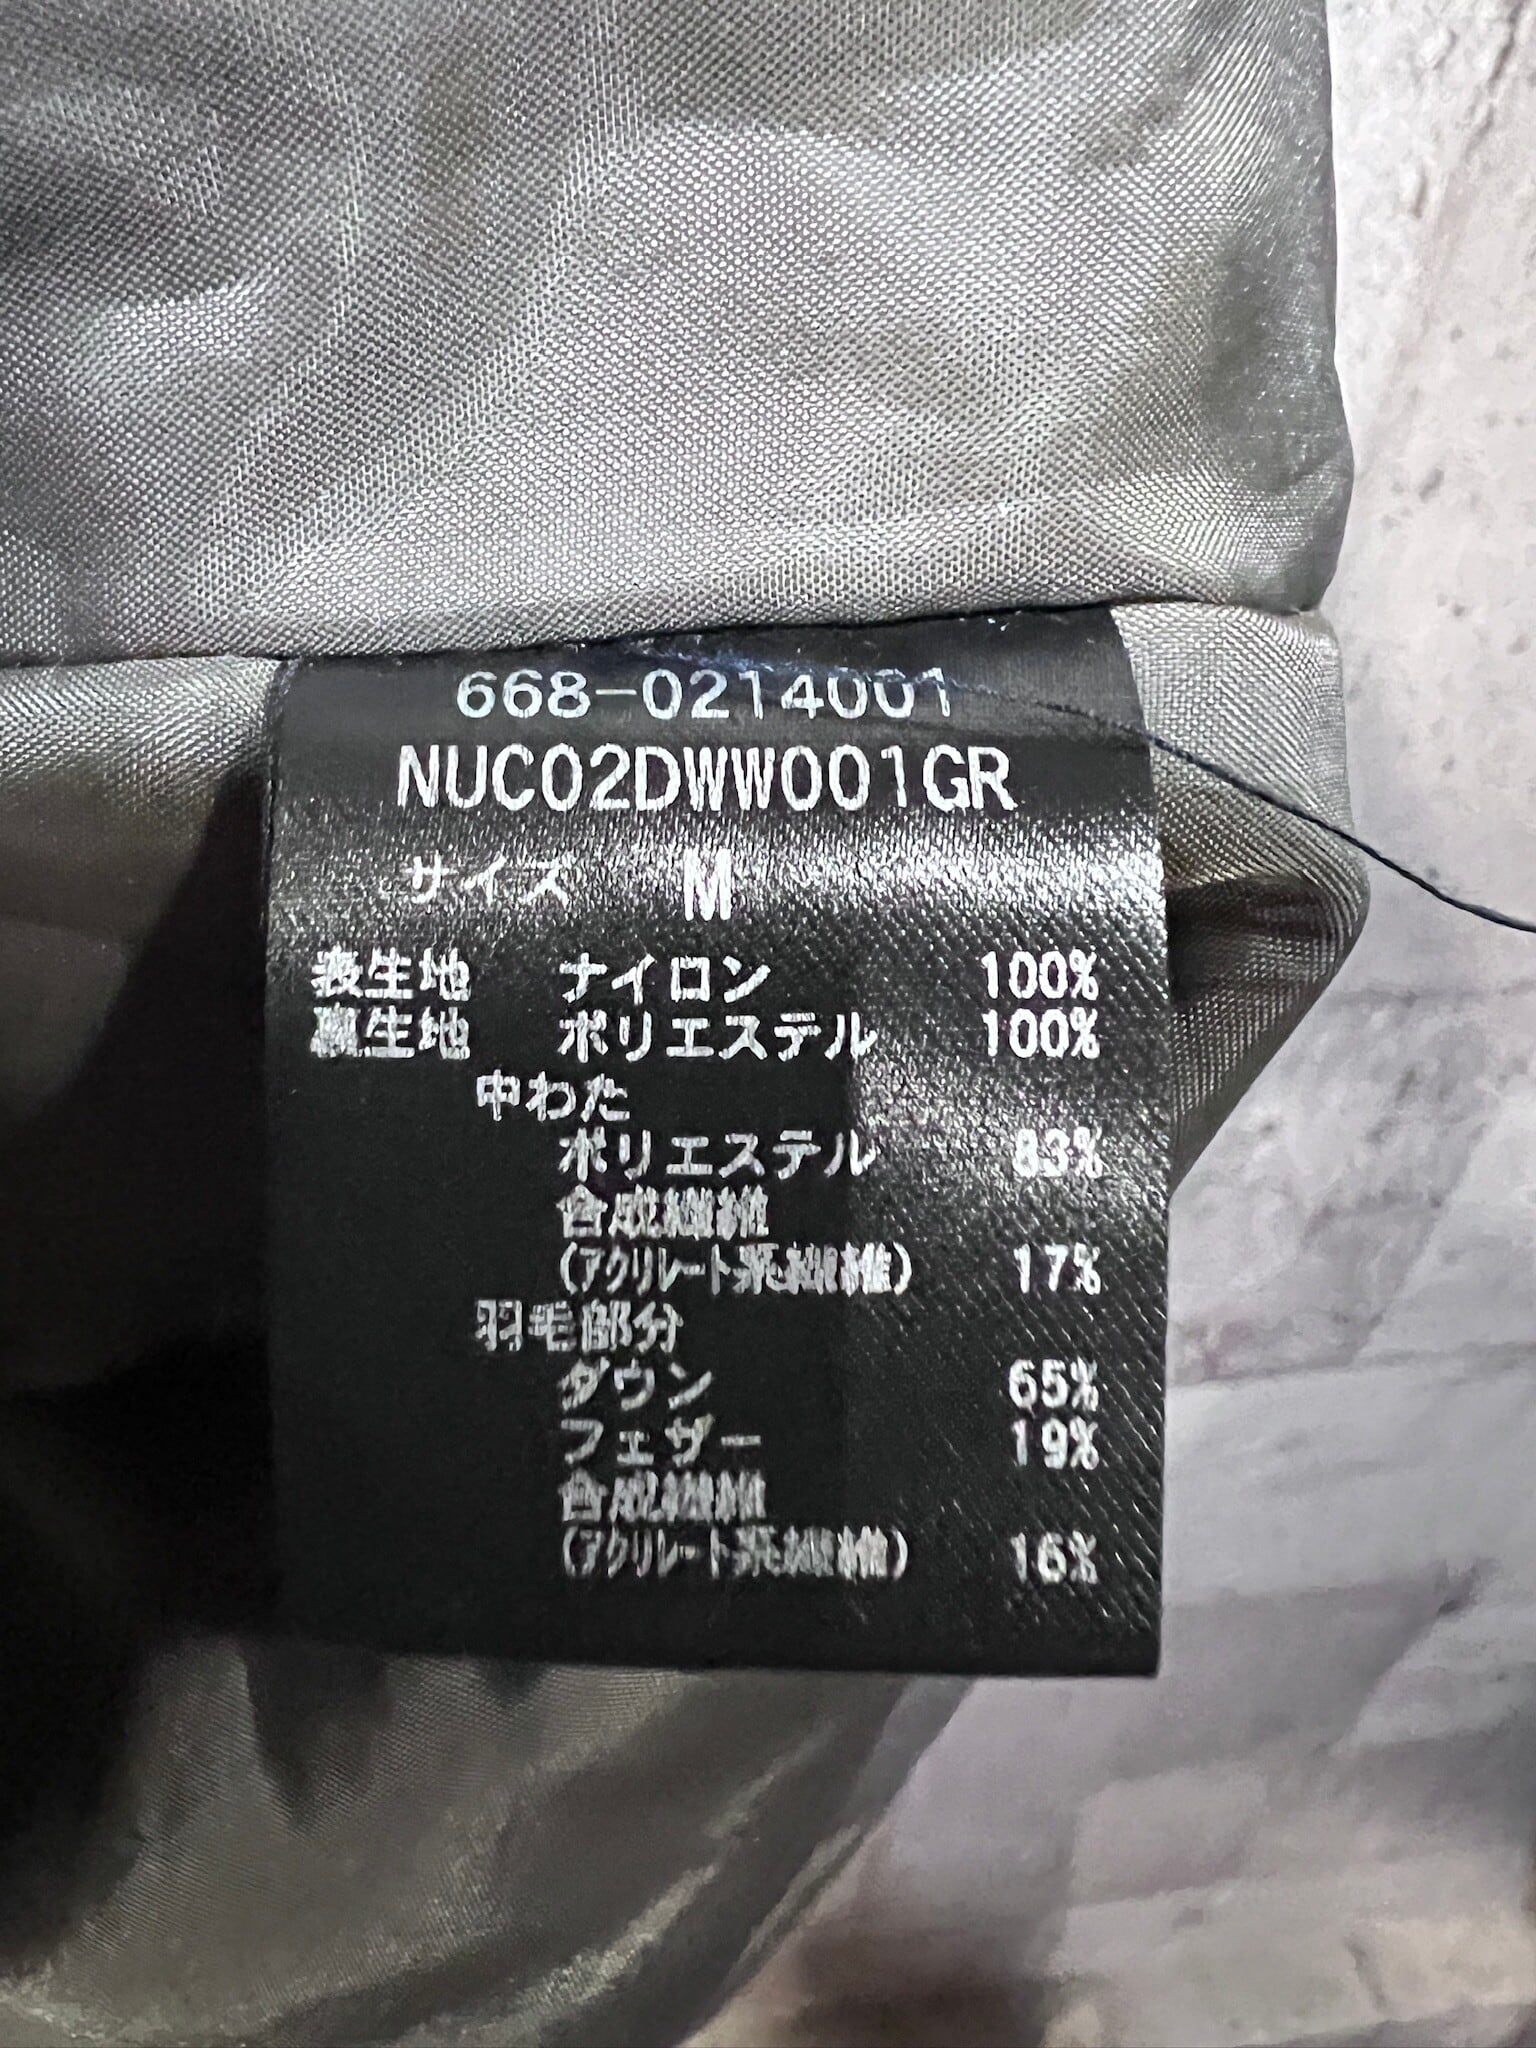 668-0214001
NUC02DWW001GR
サイズ M
表生地 ナイロン 100%
裏生地 ポリエステル 100%
中わた
ポリエステル 83%
合成繊維
(アクリレート系繊維) 17%
羽毛部分
ダウン 65%
フェザー 19%
合成繊維
(アクリレート系繊維) 16%